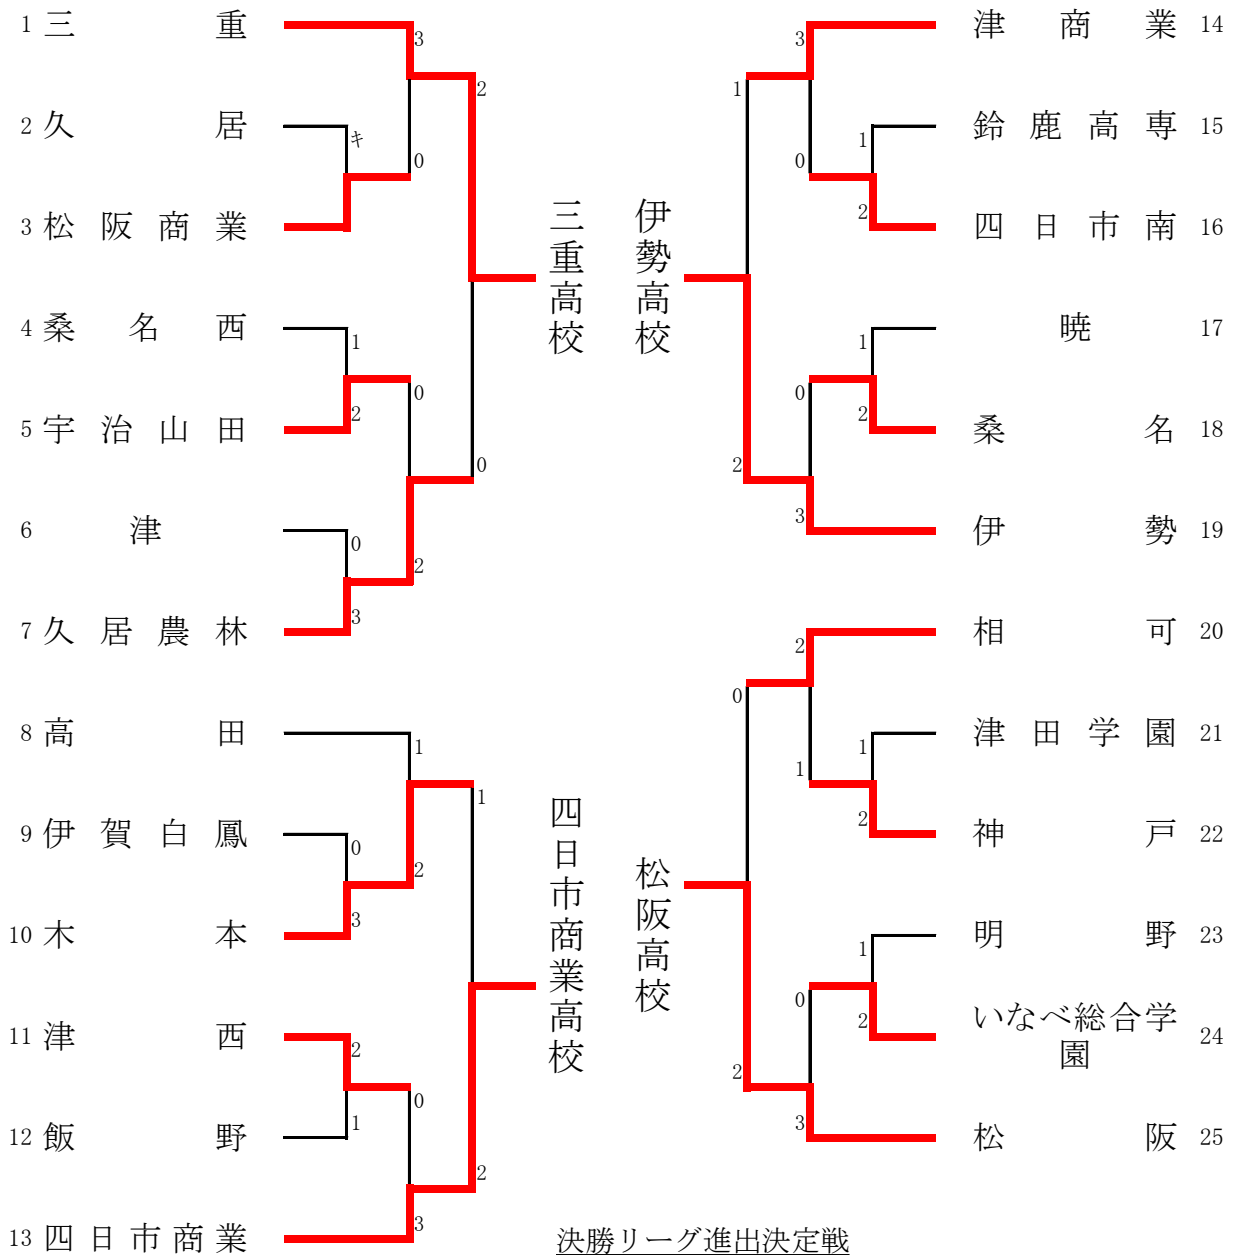 1 三重
2 久居
3 松阪商業
4 桑名西
5 宇治山田
6 津
7 久居農林
8 高田
9 伊賀白鳳
10 木本
11 津西
12 飯野
13 四日市商業
3
キ
0
2
1
2
0
0
3
2
0
1
0
3
2
1
2
1
0
3
2
三重高校
四日市商業高校
伊勢高校
松阪高校
3
1
1
0
2
1
0
2
2
3
2
0
1
1
2
1
0
2
2
3
津商業 14
鈴鹿高専 15
四日市南 16
暁 17
桑名 18
伊勢 19
相可 20
津田学園 21
神戸 22
明野 23
いなべ総合学
園 24
松阪 25
決勝リーグ進出決定戦